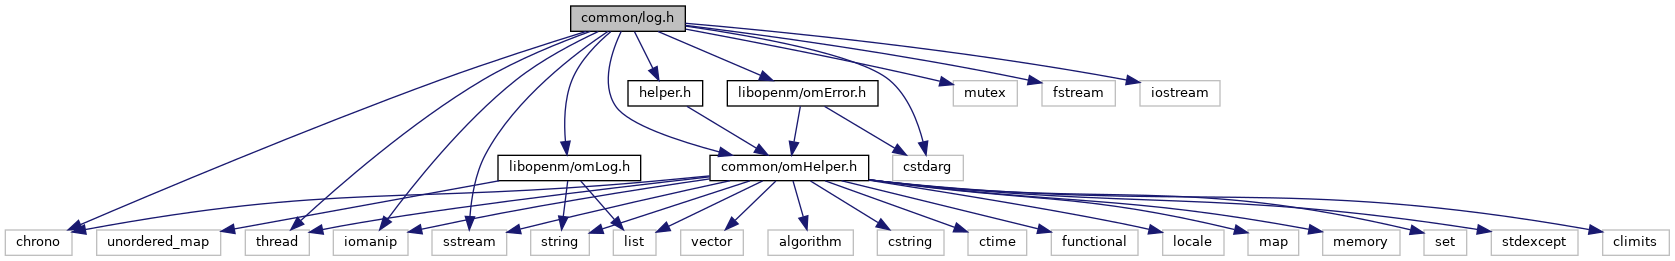 common/log.h
helper.h
libopenm/omError.h
mutex
fstream
iostream
libopenm/omLog.h
common/omHelper.h
cstdarg
chrono
unordered_map
thread
iomanip
sstream
string
list
vector
algorithm
cstring
ctime
functional
locale
map
memory
set
stdexcept
climits